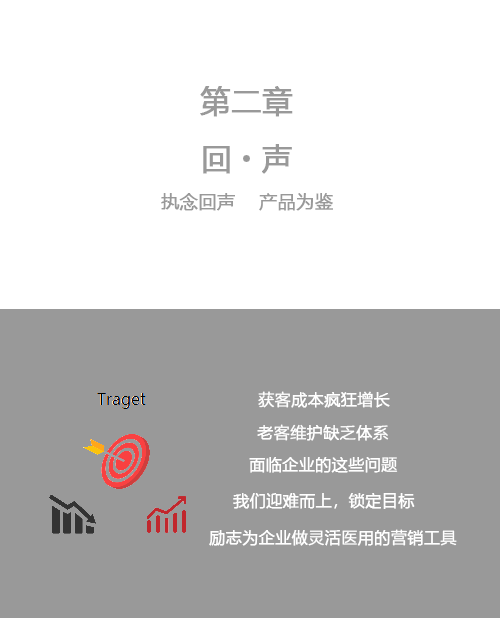 第二章
回·声
执念回声 产品为鉴
Traget
获客成本疯狂增长
老客维护缺乏体系
面临企业的这些问题
我们迎难而上，锁定目标
励志为企业做灵活医用的营销工具